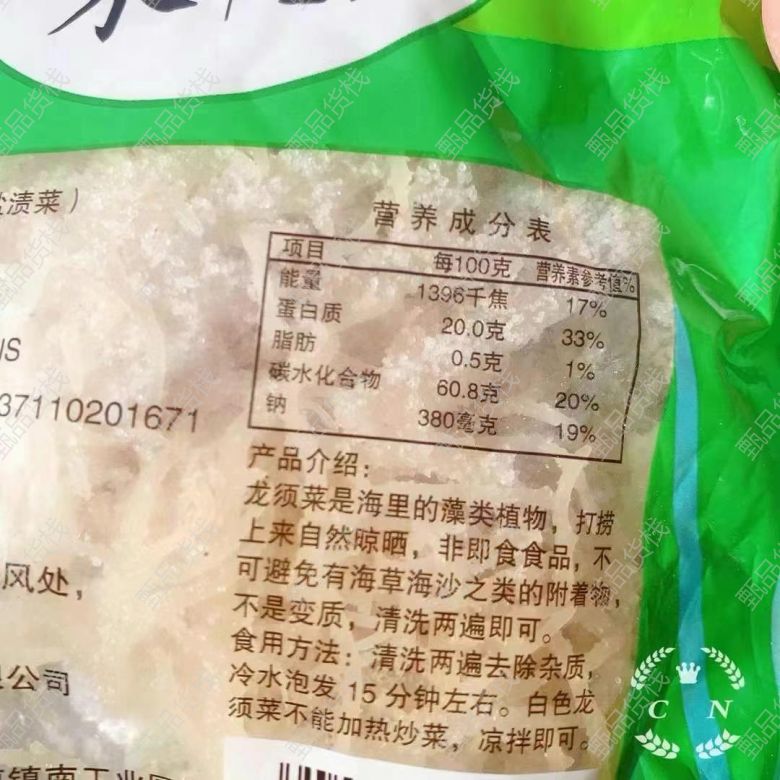 渍菜）
营养成分表
项目 每100克 营养素参考值%
能量 1396千焦 17%
蛋白质 20.0克 33%
脂肪 0.5克 1%
碳水化合物 60.8克 20%
钠 380毫克 19%
37110201671
产品介绍：
龙须菜是海里的藻类植物，打捞
上来自然晾晒，非即食食品，不
可避免有海草海沙之类的附着物，
不是变质，清洗两遍即可。
食用方法：清洗两遍去除杂质，
冷水泡发15分钟左右。白色龙
须菜不能加热炒菜，凉拌即可。
风处，
公司
镇南工业园
C N
甄品货栈